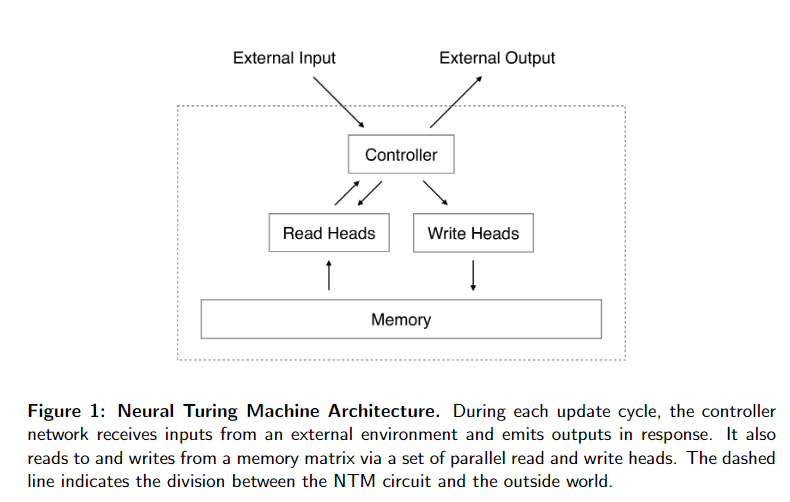 External Input External Output
Controller
Read Heads Write Heads
Memory
Figure 1: Neural Turing Machine Architecture. During each update cycle, the controller
network receives inputs from an external environment and emits outputs in response. It also
reads to and writes from a memory matrix via a set of parallel read and write heads. The dashed
line indicates the division between the NTM circuit and the outside world.